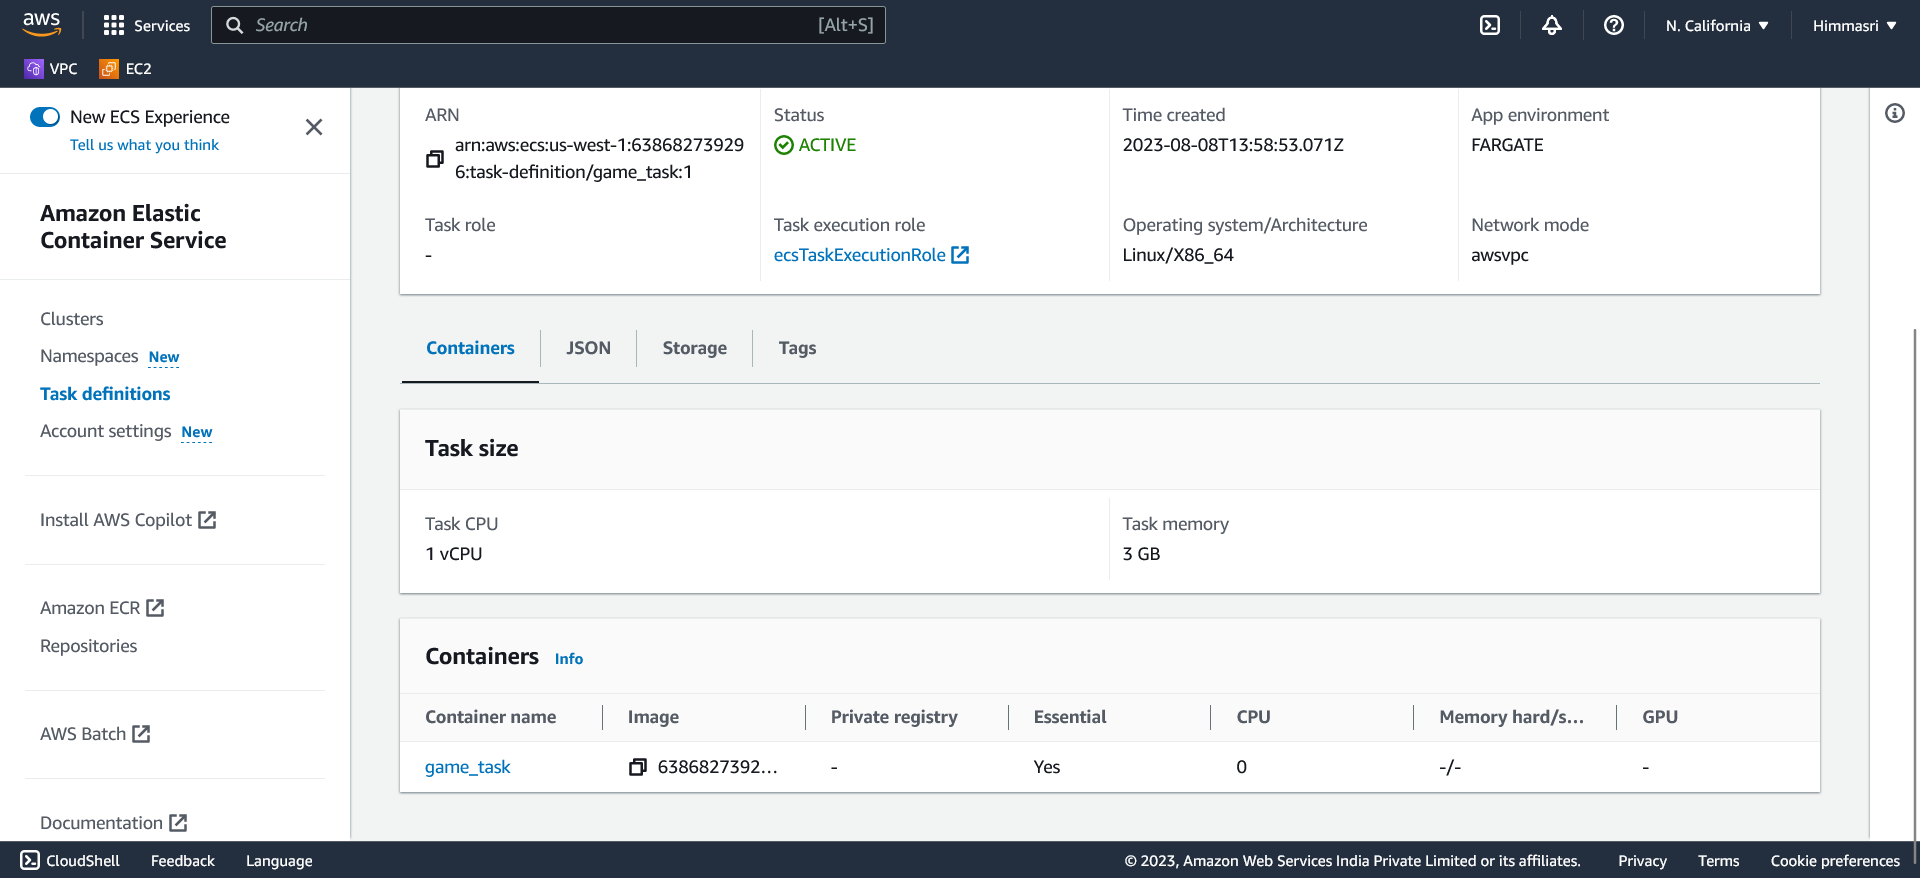 aws
Services
Search
[Alt+S]
N. California
Himmasri
VPC
EC2
New ECS Experience
Tell us what you think
Amazon Elastic
Container Service
Clusters
Namespaces New
Task definitions
Account settings New
Install AWS Copilot
Amazon ECR
Repositories
AWS Batch
Documentation
ARN
arn:aws:ecs:us-west-1:63868273929
6:task-definition/game_task:1
Status
ACTIVE
Time created
2023-08-08T13:58:53.071Z
App environment
FARGATE
Task role
-
Task execution role
ecsTaskExecutionRole
Operating system/Architecture
Linux/X86_64
Network mode
awsvpc
Containers JSON Storage Tags
Task size
Task CPU
1 vCPU
Task memory
3 GB
Containers Info
Container name Image Private registry Essential CPU Memory hard/s... GPU
game_task 6386827392... - Yes 0 -/- -
CloudShell Feedback Language
© 2023, Amazon Web Services India Private Limited or its affiliates. Privacy Terms Cookie preferences